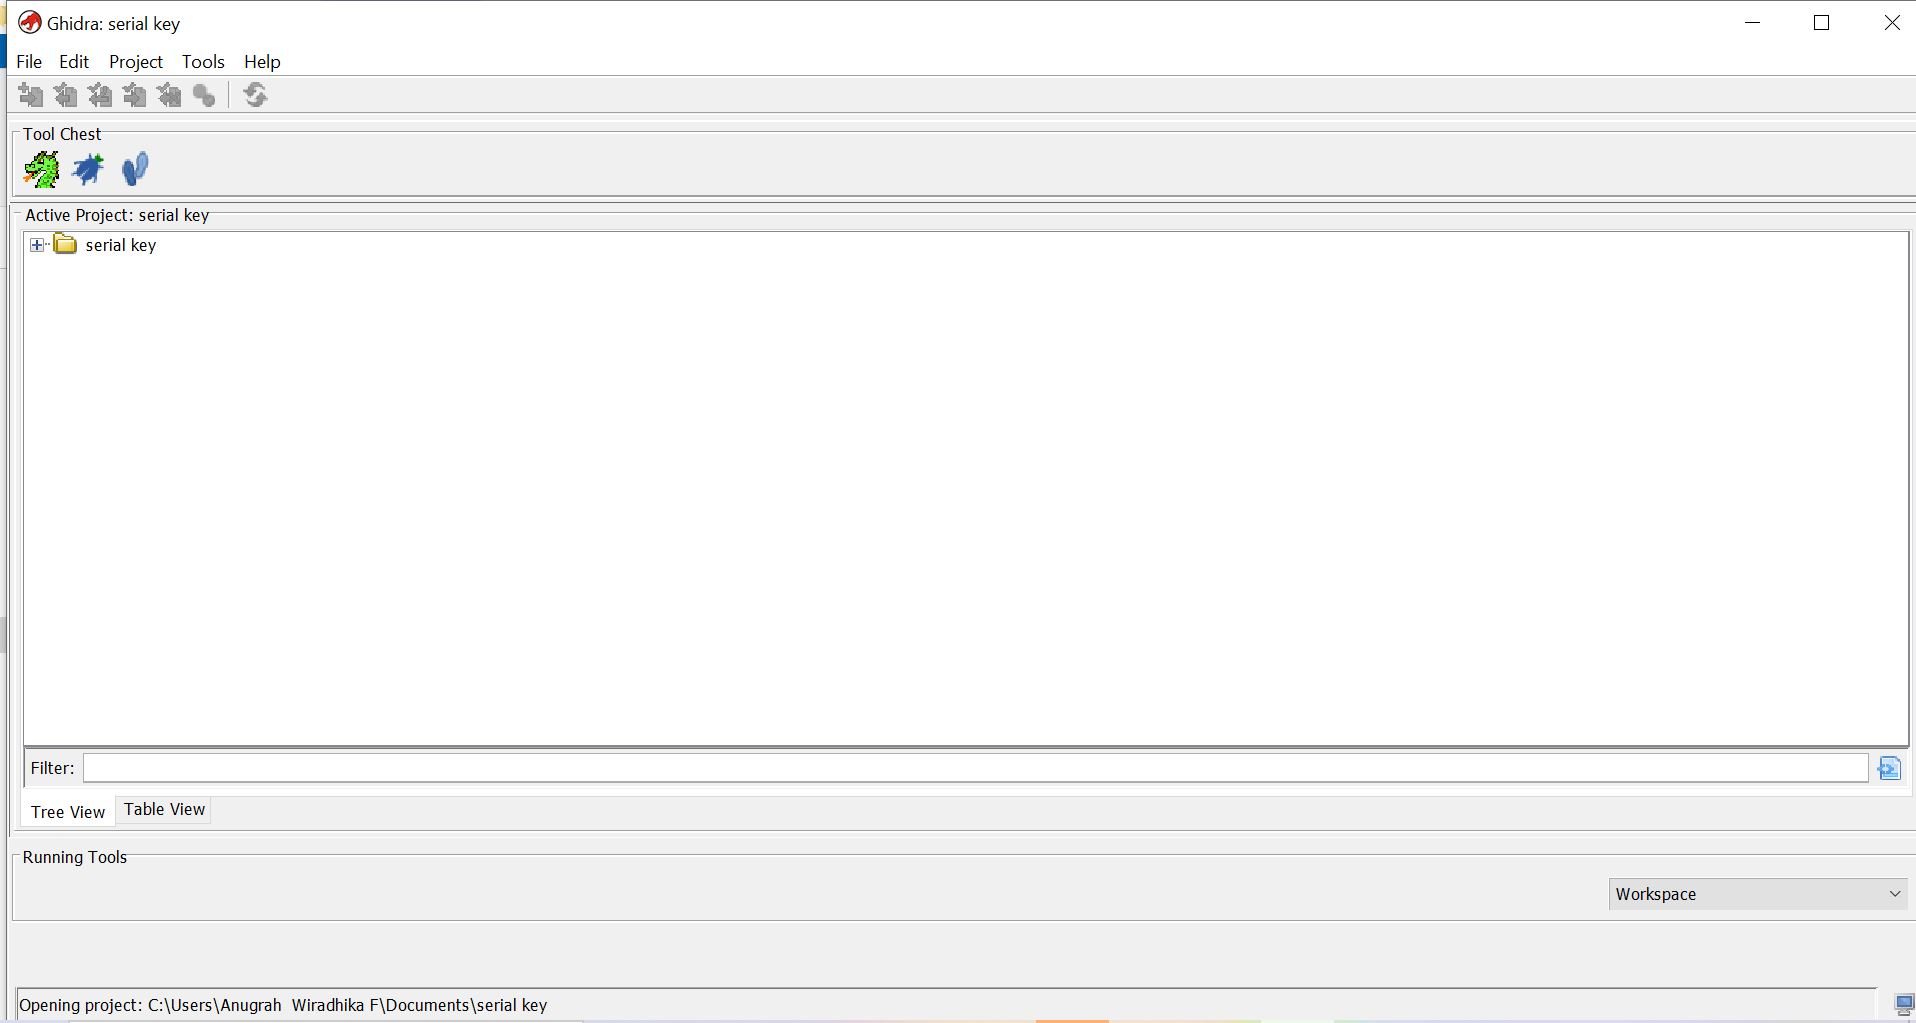 Ghidra: serial key
File Edit Project Tools Help
Tool Chest
Active Project: serial key
serial key
Filter:
Tree View Table View
Running Tools
Workspace
Opening project: C:\Users\Anugrah  Wiradhika F\Documents\serial key